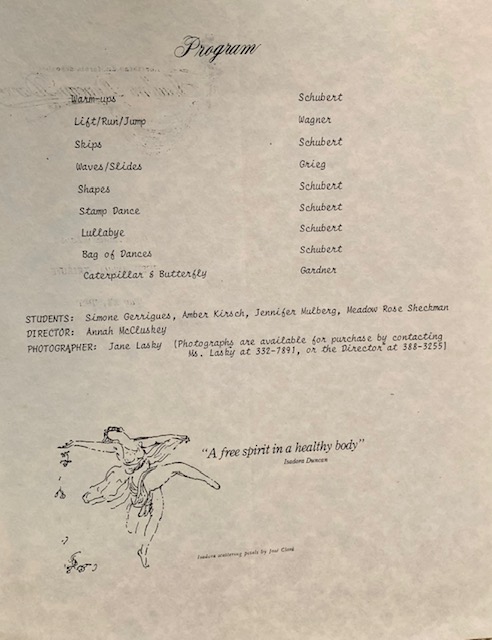 Program
Warm-ups Schubert
Lift/Run/Jump Wagner
Skips Schubert
Waves/Slides Grieg
Shapes Schubert
Stamp Dance Schubert
Lullabye Schubert
Bag of Dances Schubert
Caterpillar's Butterfly Gardner
STUDENTS: Simone Gerrigues, Amber Kirsch, Jennifer Mulberg, Meadow Rose Sheckman
DIRECTOR: Annah McCluskey
PHOTOGRAPHER: Jane Lasky (Photographs are available for purchase by contacting
Ms. Lasky at 332-7891, or the Director at 388-3255)
"A free spirit in a healthy body"
Isadora Duncan
Isadora scattering petals by José Clará